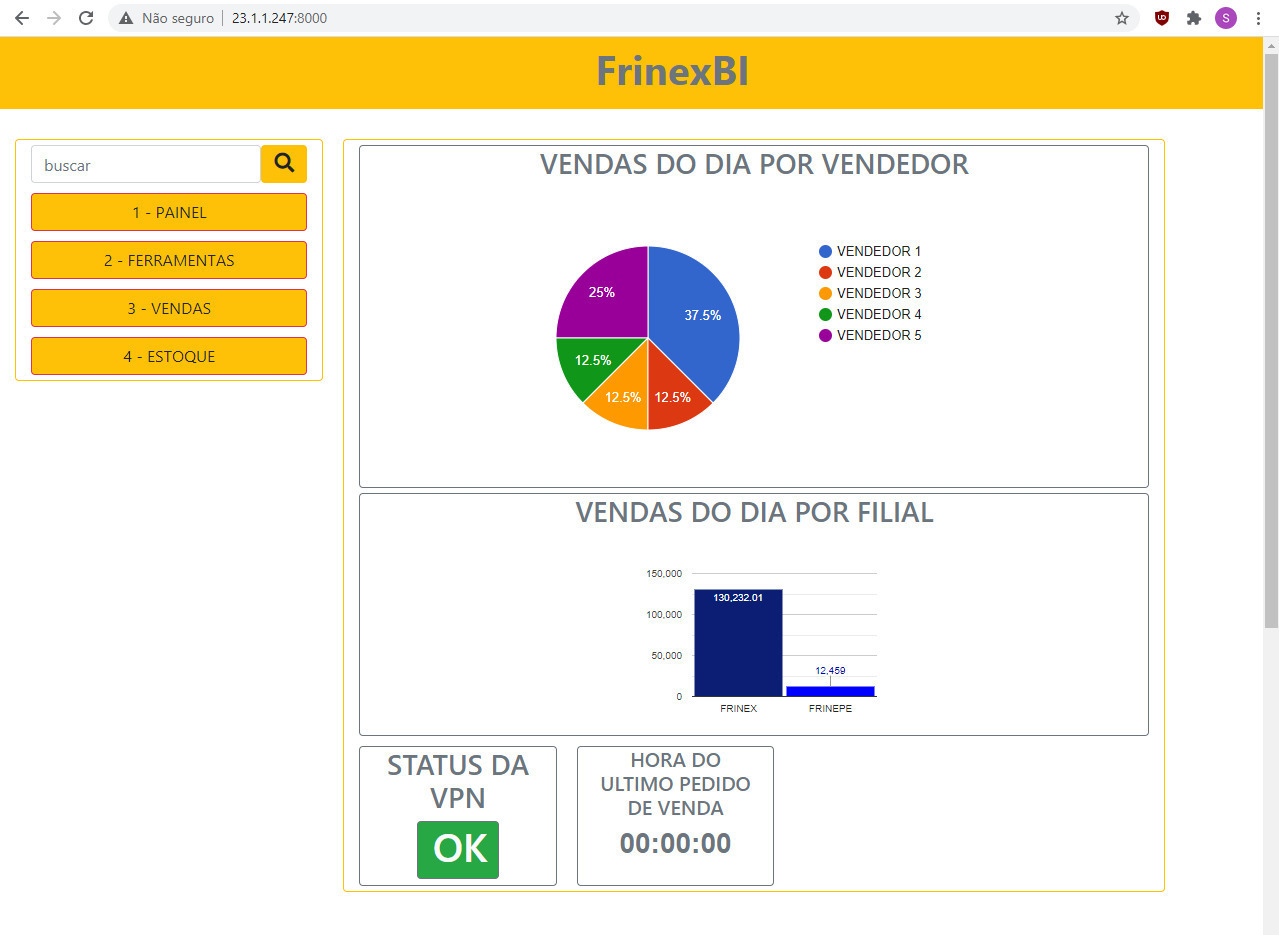 Não seguro
23.1.1.247:8000
S
FrinexBI
buscar
1 - PAINEL
2 - FERRAMENTAS
3 - VENDAS
4 - ESTOQUE
VENDAS DO DIA POR VENDEDOR
37.5%
12.5%
12.5%
12.5%
25%
VENDEDOR 1
VENDEDOR 2
VENDEDOR 3
VENDEDOR 4
VENDEDOR 5
VENDAS DO DIA POR FILIAL
150,000
100,000
50,000
0
130,232.01
12,459
FRINEX
FRINEPE
STATUS DA
VPN
OK
HORA DO
ULTIMO PEDIDO
DE VENDA
00:00:00